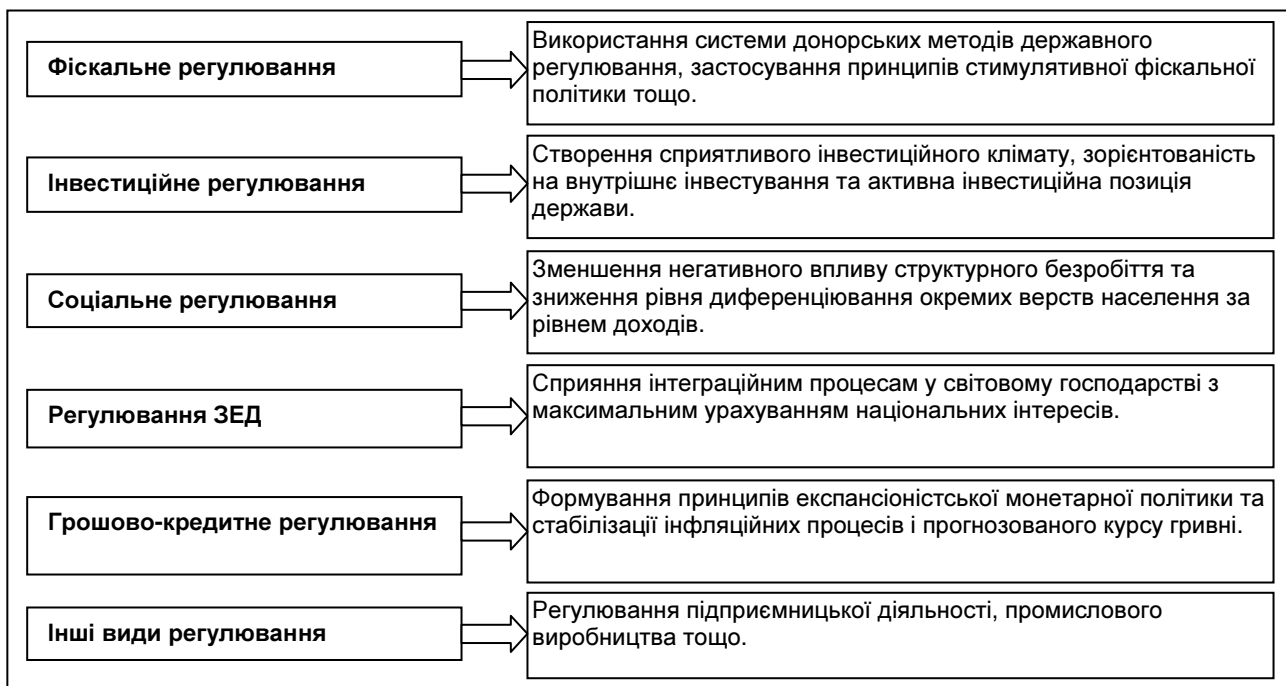 Фіскальне регулювання
Використання системи донорських методів державного
регулювання, застосування принципів стимулятивної фіскальної
політики тощо.
Інвестиційне регулювання
Створення сприятливого інвестиційного клімату, зорієнтованість
на внутрішнє інвестування та активна інвестиційна позиція
держави.
Соціальне регулювання
Зменшення негативного впливу структурного безробіття та
зниження рівня диференціювання окремих верств населення за
рівнем доходів.
Регулювання ЗЕД
Сприяння інтеграційним процесам у світовому господарстві з
максимальним урахуванням національних інтересів.
Грошово-кредитне регулювання
Формування принципів експансіоністської монетарної політики та
стабілізації інфляційних процесів і прогнозованого курсу гривні.
Інші види регулювання
Регулювання підприємницької діяльності, промислового
виробництва тощо.